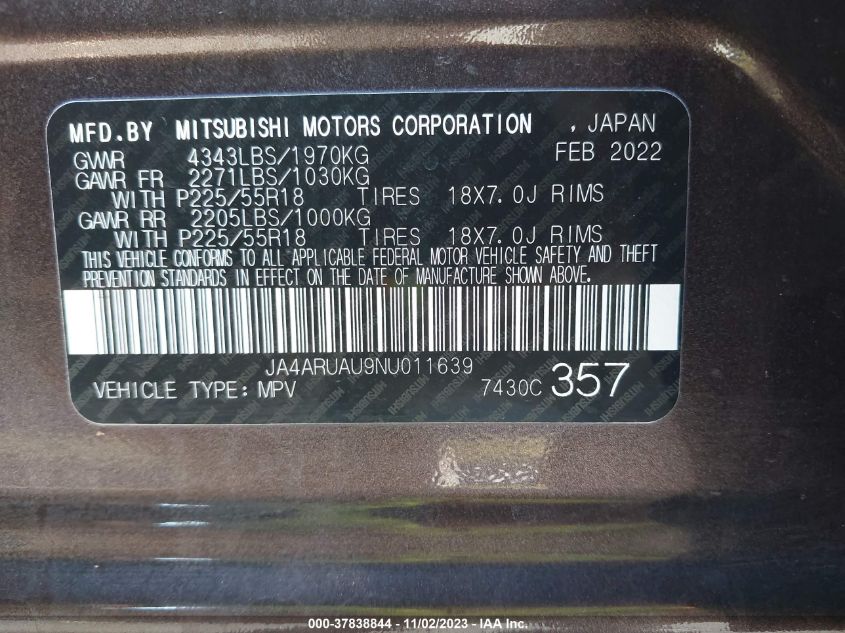 MFD.BY MITSUBISHI MOTORS CORPORATION , JAPAN
GVWR 4343LBS/1970KG FEB 2022
GAWR FR 2271LBS/1030KG
WITH P225/55R18 TIRES 18X7.0J RIMS
GAWR RR 2205LBS/1000KG
WITH P225/55R18 TIRES 18X7.0J RIMS
THIS VEHICLE CONFORMS TO ALL APPLICABLE FEDERAL MOTOR VEHICLE SAFETY AND THEFT
PREVENTION STANDARDS IN EFFECT ON THE DATE OF MANUFACTURE SHOWN ABOVE.
JA4ARUAU9NU011639
VEHICLE TYPE: MPV 7430C 357
000-37838844 - 11/02/2023 - IAA Inc.